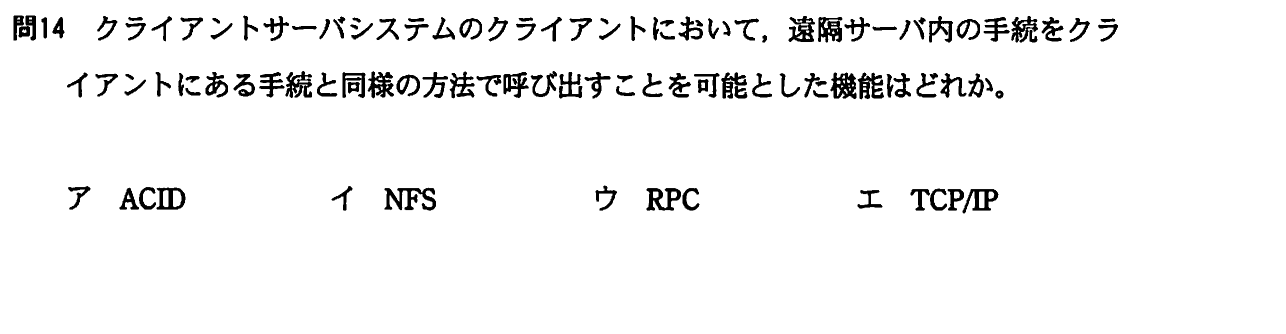 問14　クライアントサーバシステムのクライアントにおいて，遠隔サーバ内の手続をクラ
イアントにある手続と同様の方法で呼び出すことを可能とした機能はどれか。
ア　ACID　イ　NFS　ウ　RPC　エ　TCP/IP